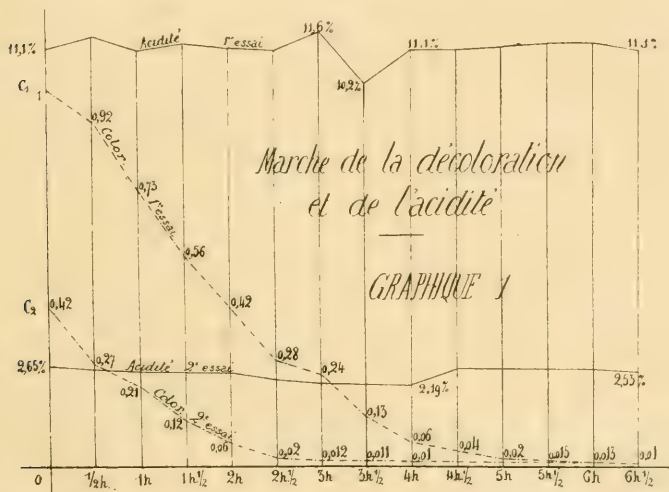 11,1%
Acidité
1er essai
11,6%
10,2%
11.1%
11.1%
C1
1
0,92
Color
1er essai
0,73
0,56
0,42
0,28
0,24
0,13
0,06
0,04
0,02
0,015
0,013
0,01
Marche de la décoloration
et de l'acidité
GRAPHIQUE 1
C2
0,42
0,27
0,21
0,12
0,06
0,02
0,012
0,011
0,01
2,65%
Acidité 2e essai
Color 2e essai
2.19%
2,53%
0
1/2h.
1h
1h1/2
2h
2h1/2
3h
3h1/2
4h
4h1/2
5h
5h1/2
6h
6h1/2